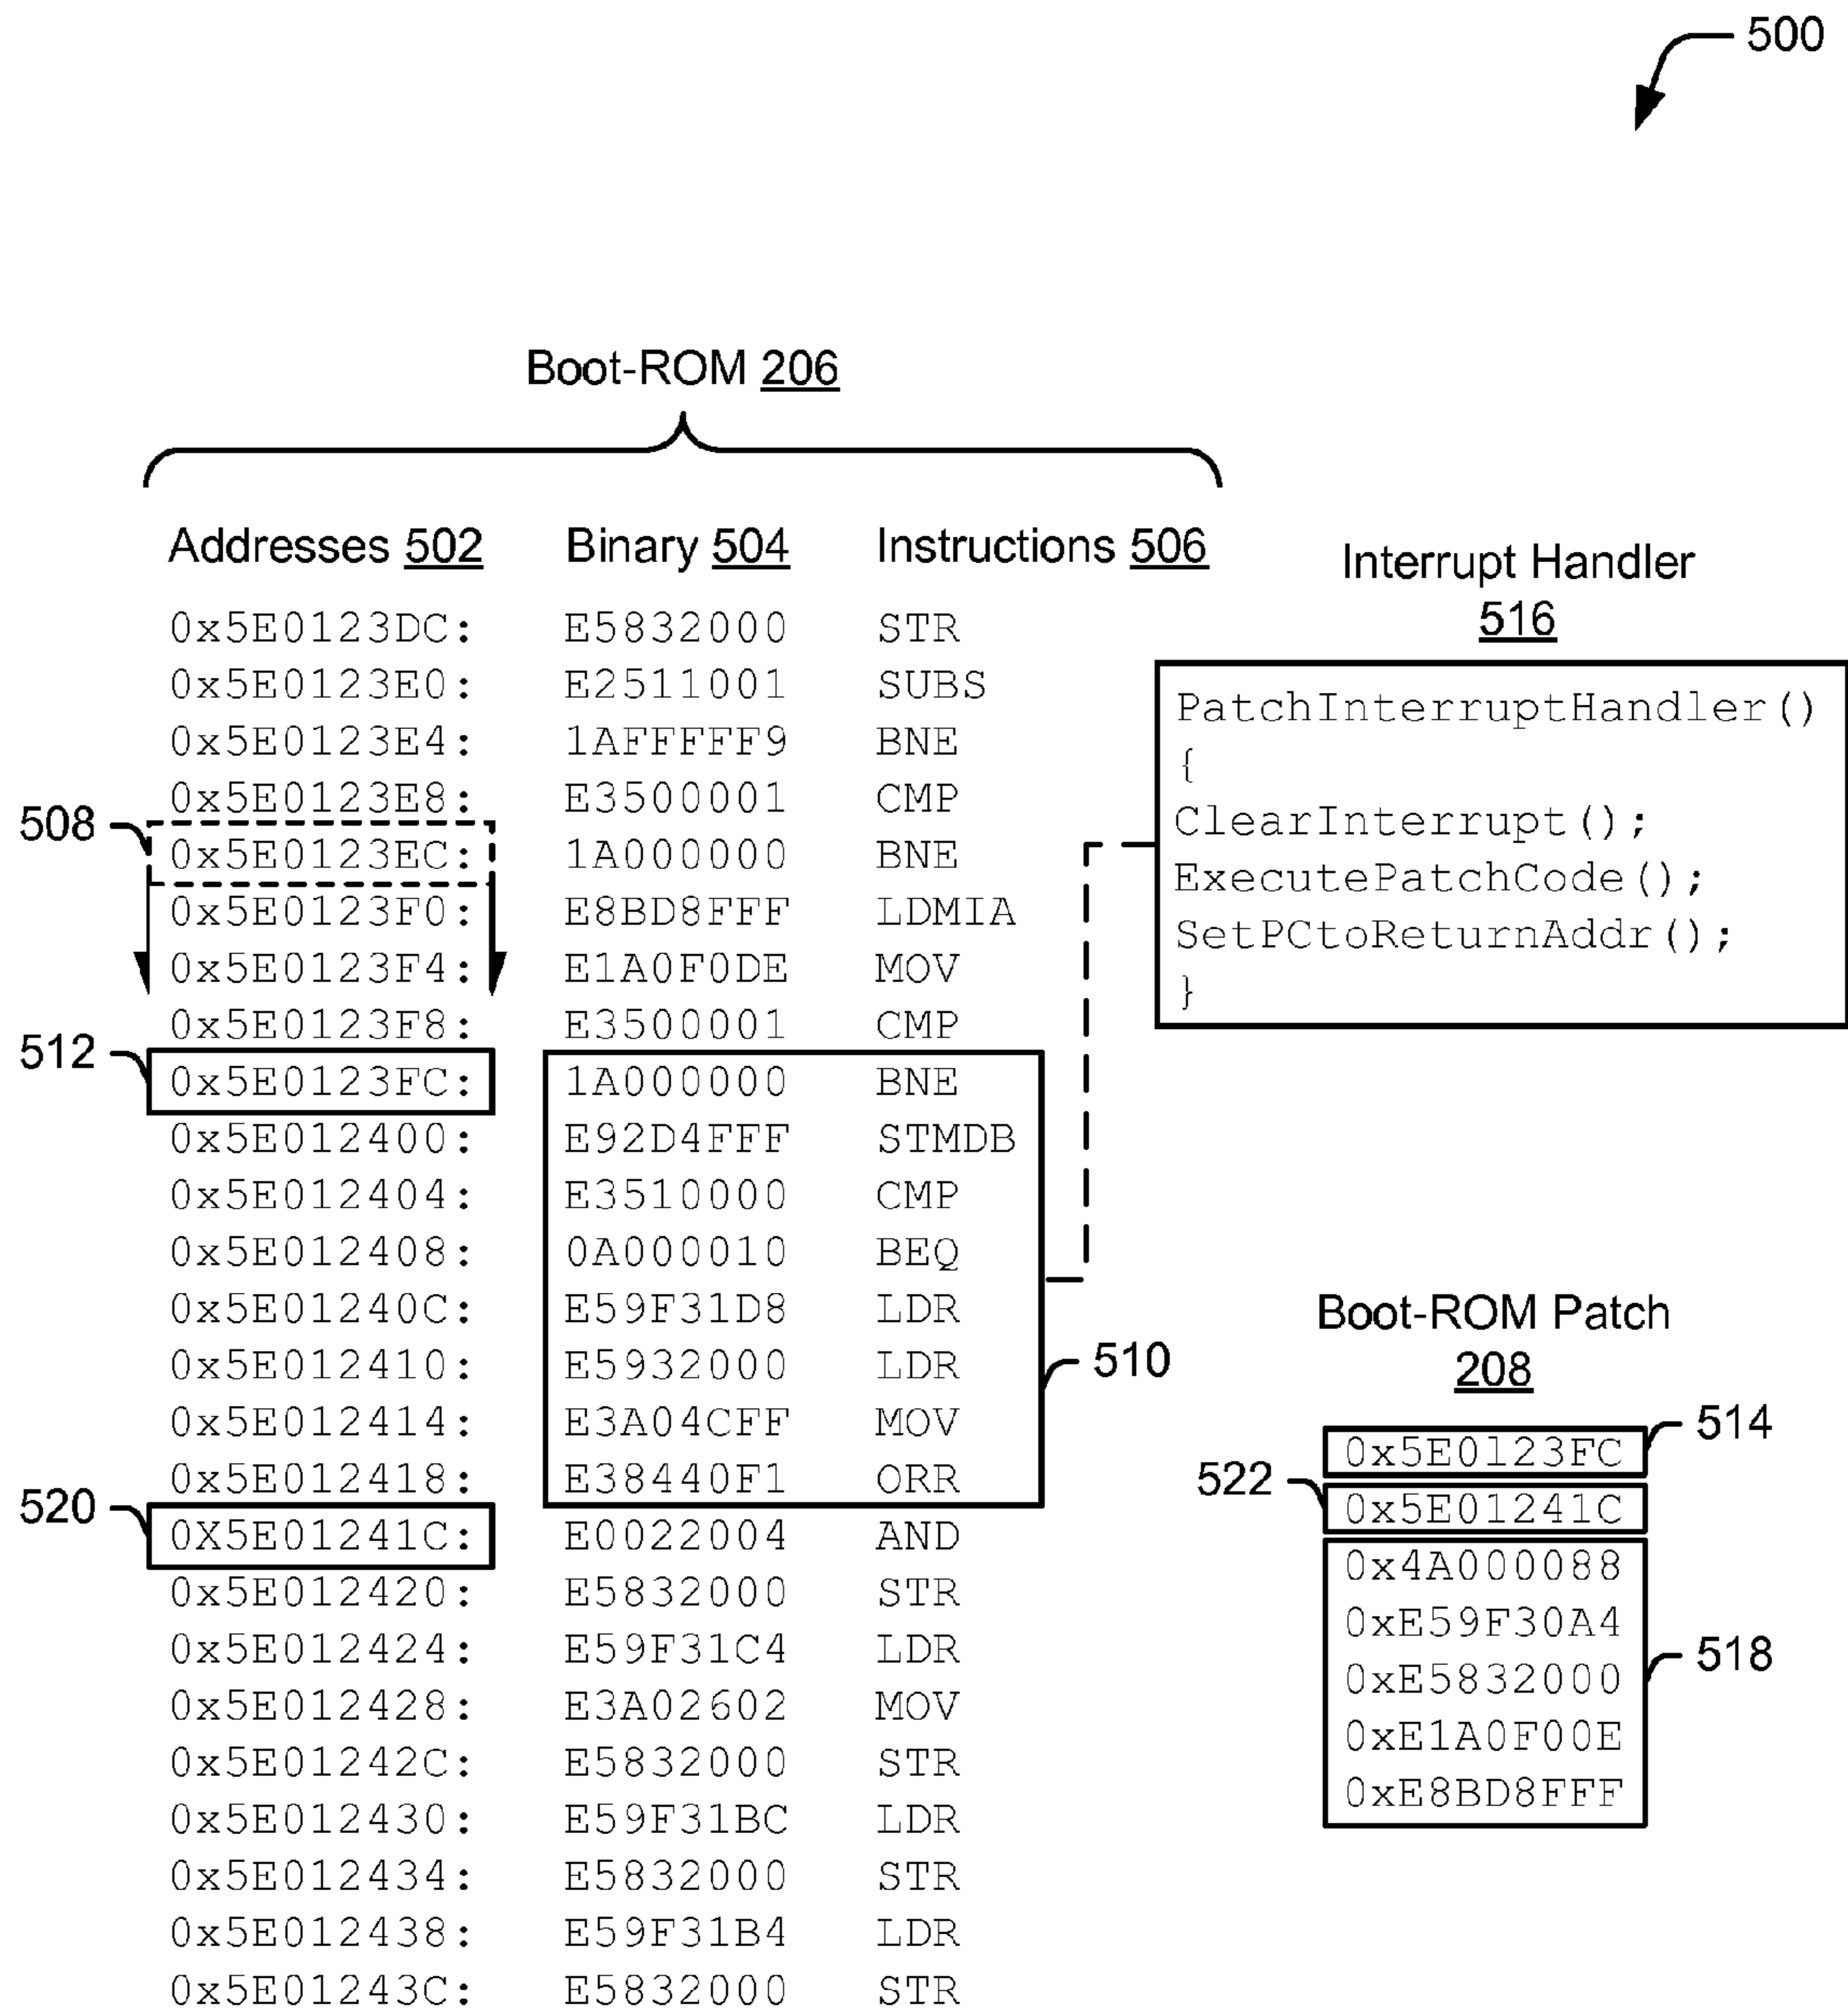 500
Boot-ROM 206
Addresses 502 Binary 504 Instructions 506
0x5E0123DC: E5832000 STR
0x5E0123E0: E2511001 SUBS
0x5E0123E4: 1AFFFFF9 BNE
0x5E0123E8: E3500001 CMP
508
0x5E0123EC: 1A000000 BNE
0x5E0123F0: E8BD8FFF LDMIA
0x5E0123F4: E1A0F0DE MOV
0x5E0123F8: E3500001 CMP
512
0x5E0123FC: 1A000000 BNE
0x5E012400: E92D4FFF STMDB
0x5E012404: E3510000 CMP
0x5E012408: 0A000010 BEQ
0x5E01240C: E59F31D8 LDR
0x5E012410: E5932000 LDR
510
0x5E012414: E3A04CFF MOV
0x5E012418: E38440F1 ORR
520
0X5E01241C: E0022004 AND
0x5E012420: E5832000 STR
0x5E012424: E59F31C4 LDR
0x5E012428: E3A02602 MOV
0x5E01242C: E5832000 STR
0x5E012430: E59F31BC LDR
0x5E012434: E5832000 STR
0x5E012438: E59F31B4 LDR
0x5E01243C: E5832000 STR
Interrupt Handler
516
PatchInterruptHandler()
{
ClearInterrupt();
ExecutePatchCode();
SetPCtoReturnAddr();
}
Boot-ROM Patch
208
514
0x5E0123FC
522
0x5E01241C
0x4A000088
0xE59F30A4
518
0xE5832000
0xE1A0F00E
0xE8BD8FFF